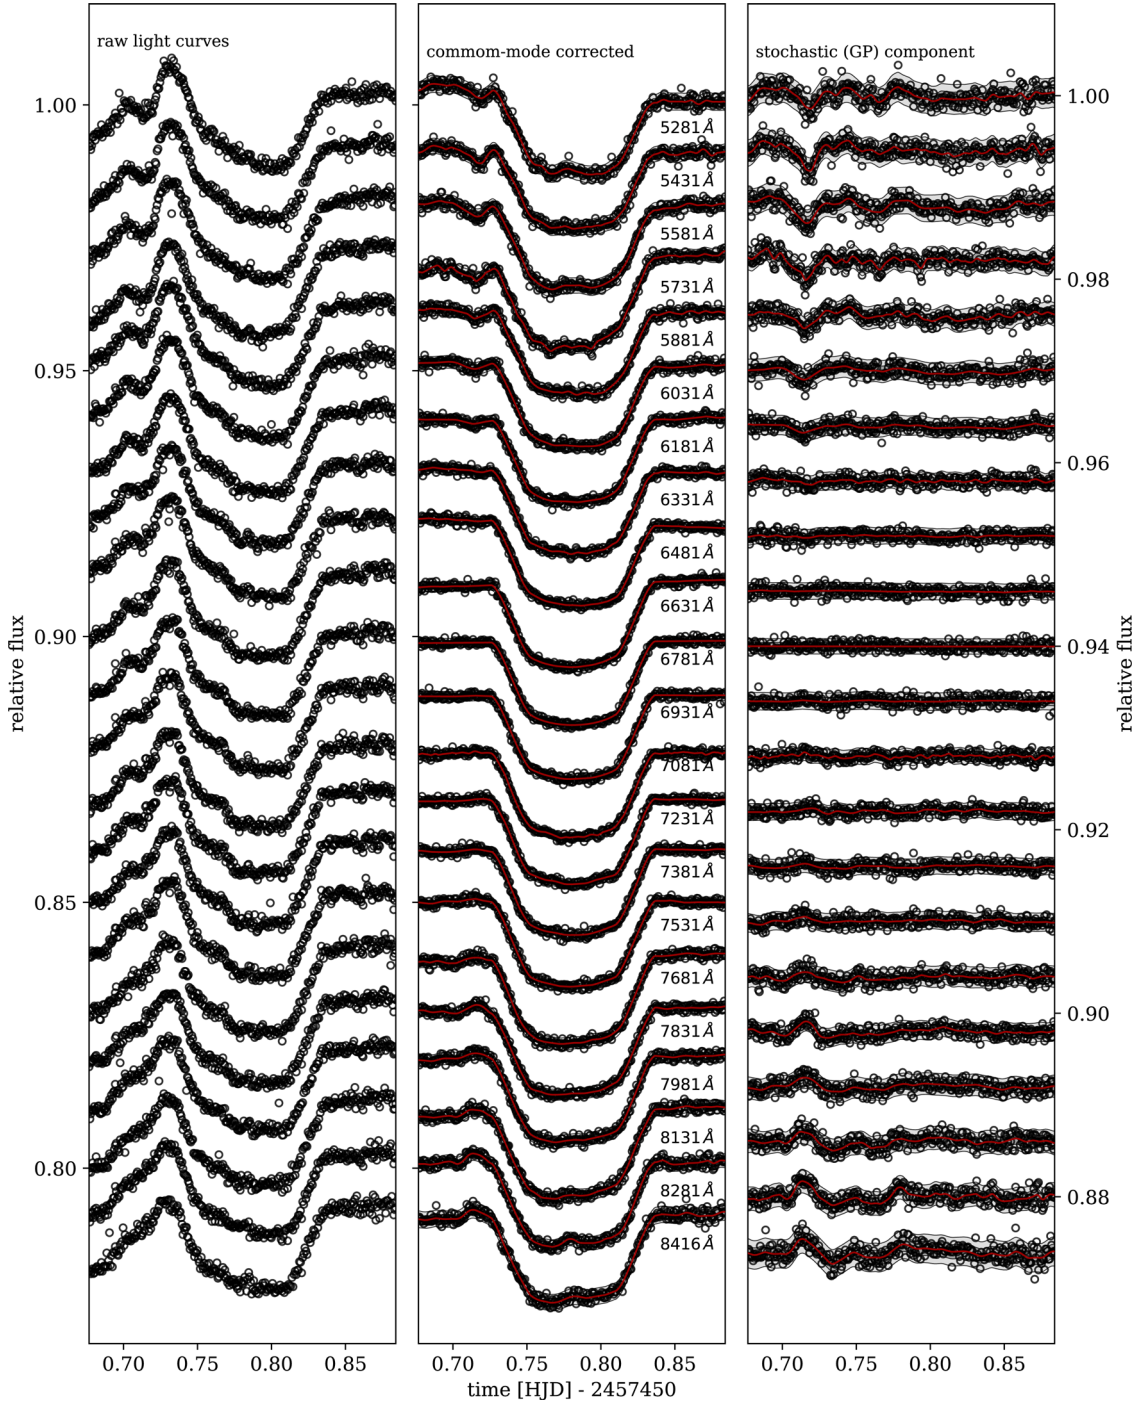 raw light curves
commom-mode corrected
stochastic (GP) component
1.00
0.95
0.90
0.85
0.80
relative flux
5281Å
5431Å
5581Å
5731Å
5881Å
6031Å
6181Å
6331Å
6481Å
6631Å
6781Å
6931Å
7081Å
7231Å
7381Å
7531Å
7681Å
7831Å
7981Å
8131Å
8281Å
8416Å
1.00
0.98
0.96
0.94
0.92
0.90
0.88
relative flux
0.70 0.75 0.80 0.85
0.70 0.75 0.80 0.85
0.70 0.75 0.80 0.85
time [HJD] - 2457450